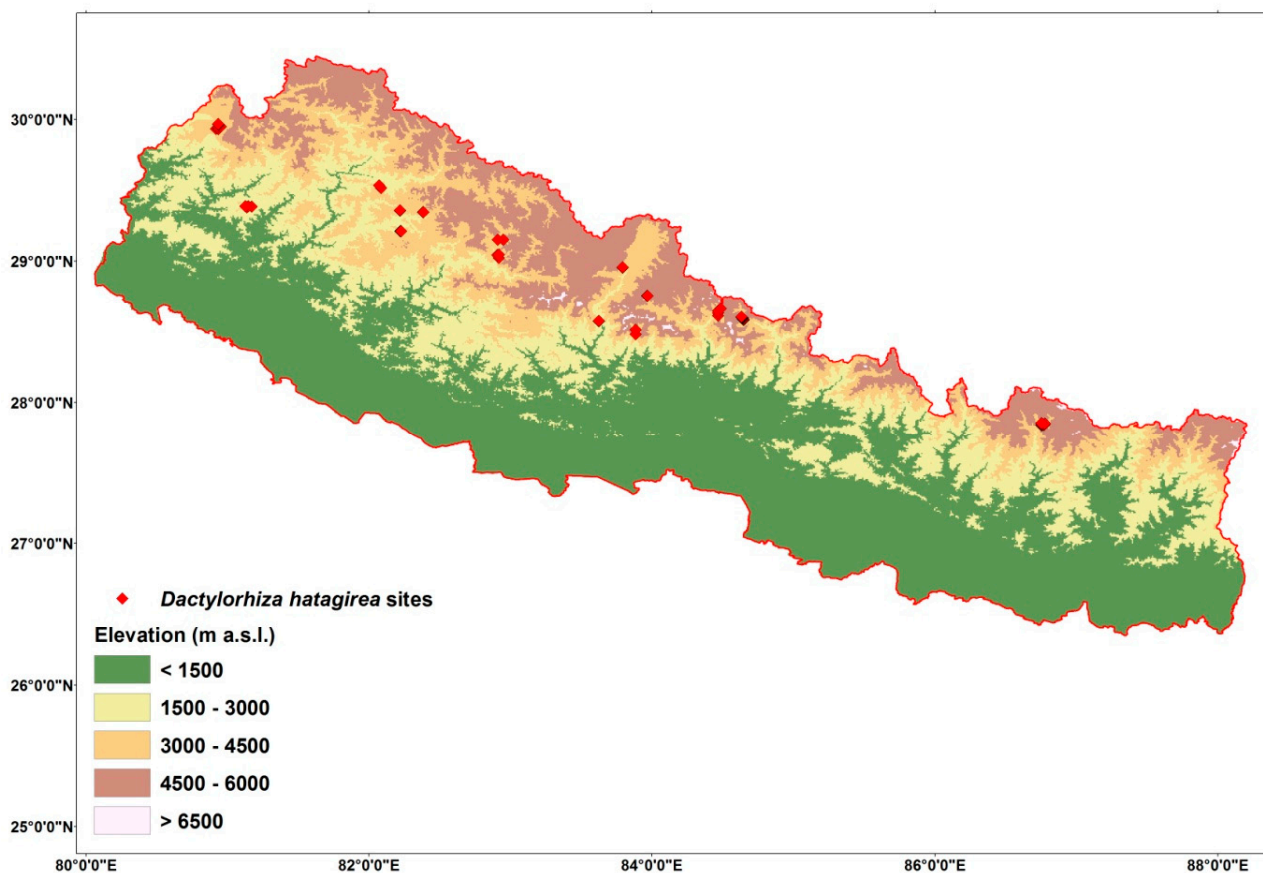 30°0'0"N
29°0'0"N
28°0'0"N
27°0'0"N
26°0'0"N
25°0'0"N
Dactylorhiza hatagirea sites
Elevation (m a.s.l.)
< 1500
1500 - 3000
3000 - 4500
4500 - 6000
> 6500
80°0'0"E
82°0'0"E
84°0'0"E
86°0'0"E
88°0'0"E